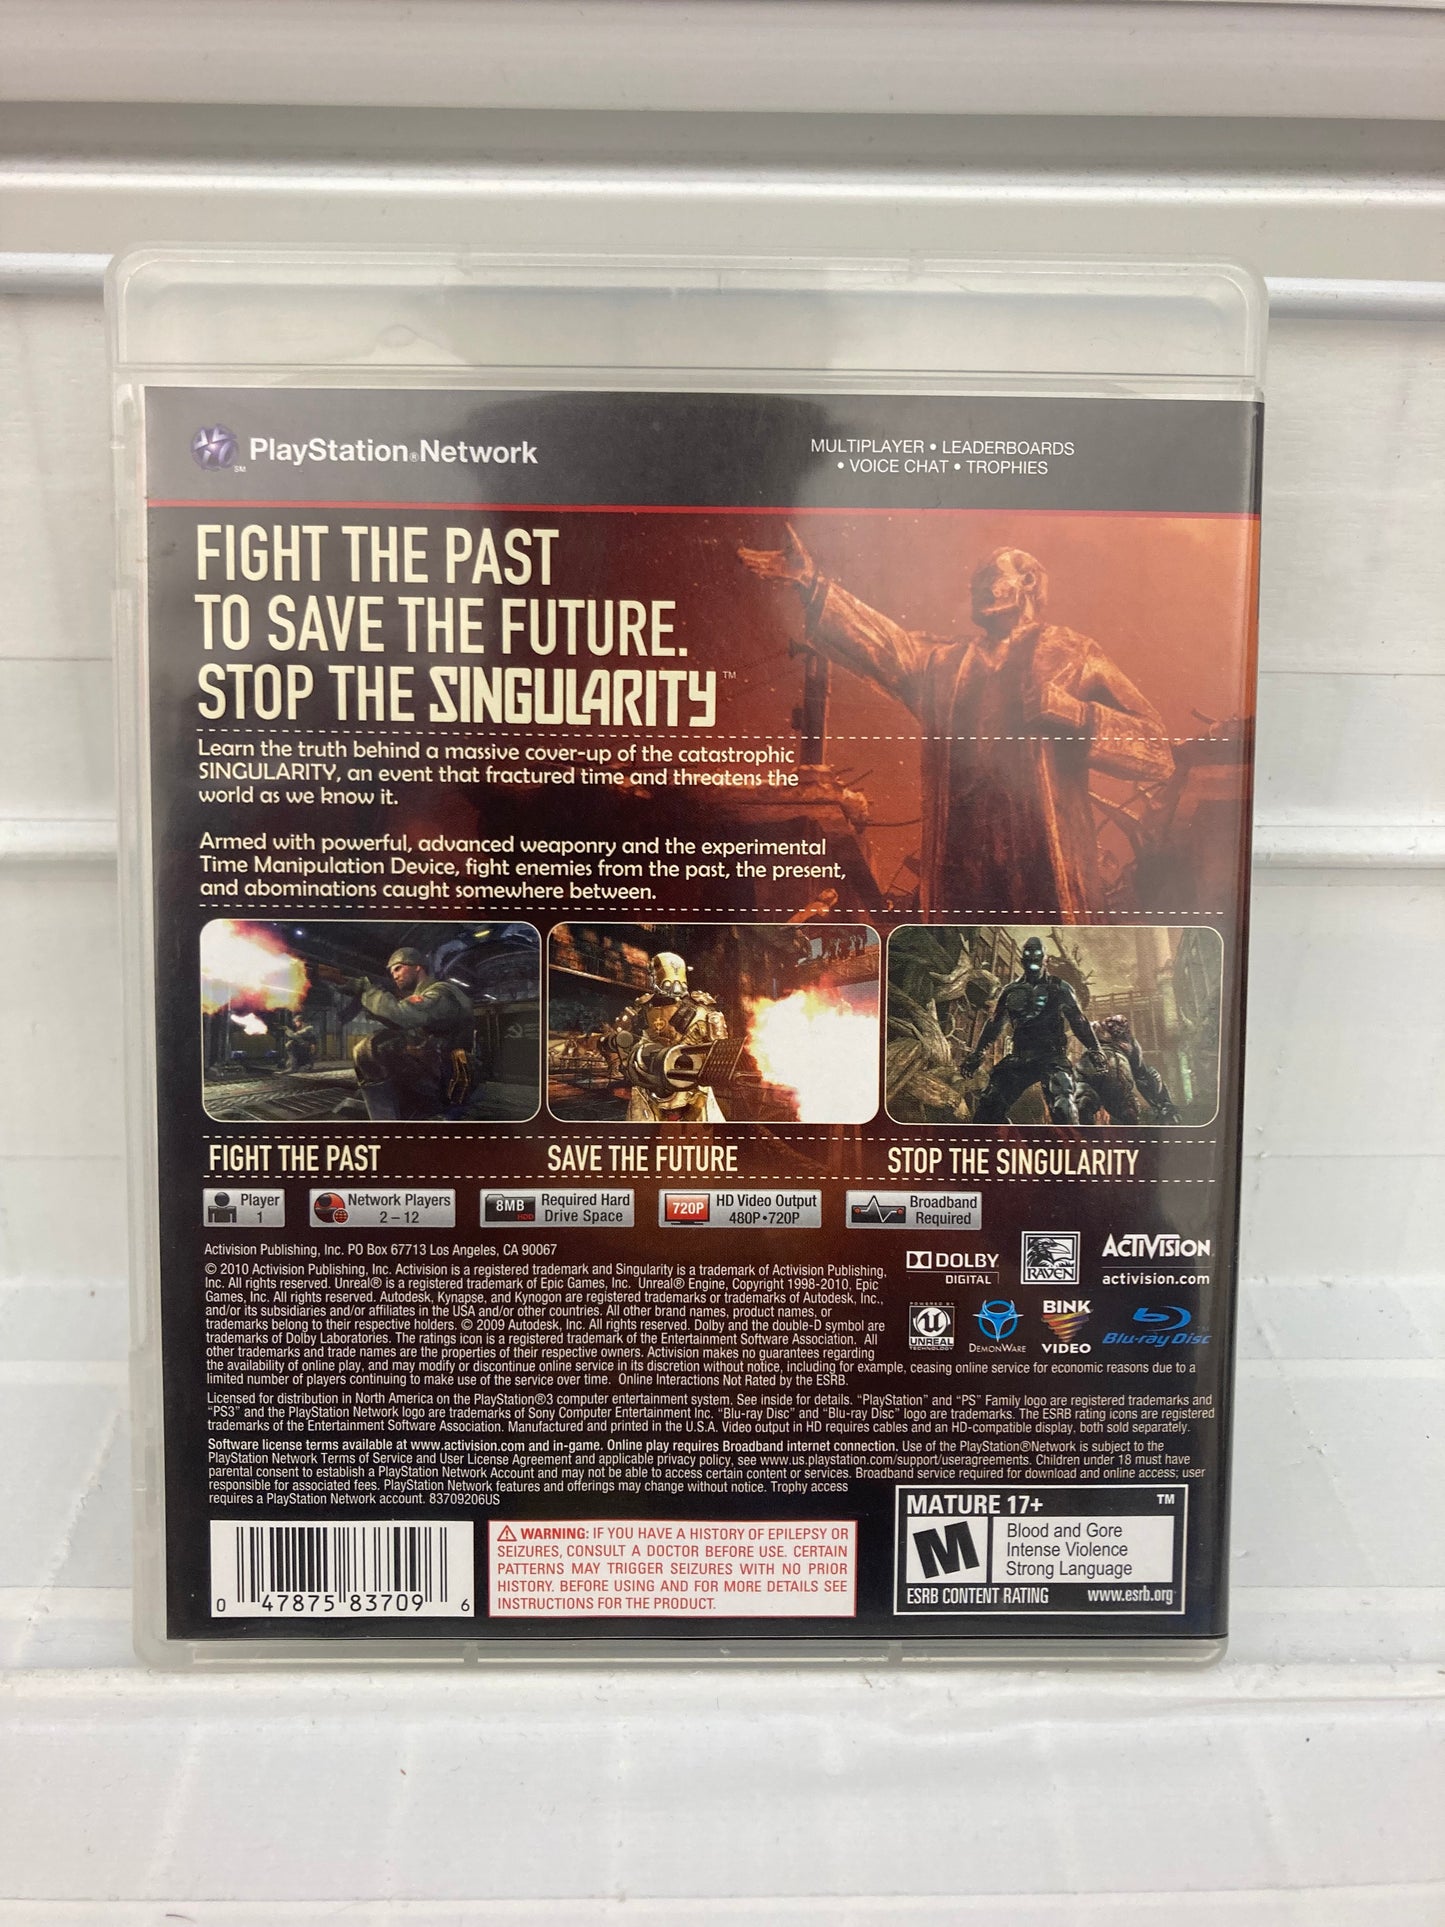 PlayStation®Network
SM
MULTIPLAYER • LEADERBOARDS
• VOICE CHAT • TROPHIES
FIGHT THE PAST
TO SAVE THE FUTURE.
STOP THE SINGULARITY™
Learn the truth behind a massive cover-up of the catastrophic
SINGULARITY, an event that fractured time and threatens the
world as we know it.
Armed with powerful, advanced weaponry and the experimental
Time Manipulation Device, fight enemies from the past, the present,
and abominations caught somewhere between.
FIGHT THE PAST
SAVE THE FUTURE
STOP THE SINGULARITY
Player
1
Network Players
2 – 12
8MB
HDD
Required Hard
Drive Space
720P
HD Video Output
480P•720P
Broadband
Required
Activision Publishing, Inc. PO Box 67713 Los Angeles, CA 90067
© 2010 Activision Publishing, Inc. Activision is a registered trademark and Singularity is a trademark of Activision Publishing,
Inc. All rights reserved. Unreal® is a registered trademark of Epic Games, Inc. Unreal® Engine, Copyright 1998-2010, Epic
Games, Inc. All rights reserved. Autodesk, Kynapse, and Kynogon are registered trademarks or trademarks of Autodesk, Inc.,
and/or its subsidiaries and/or affiliates in the USA and/or other countries. All other brand names, product names, or
trademarks belong to their respective holders. © 2009 Autodesk, Inc. All rights reserved. Dolby and the double-D symbol are
trademarks of Dolby Laboratories. The ratings icon is a registered trademark of the Entertainment Software Association. All
other trademarks and trade names are the properties of their respective owners. Activision makes no guarantees regarding
the availability of online play, and may modify or discontinue online service in its discretion without notice, including for example, ceasing online service for economic reasons due to a
limited number of players continuing to make use of the service over time. Online Interactions Not Rated by the ESRB.
DOLBY
DIGITAL
RAVEN
ACTIVISION
activision.com
POWERED BY
UNREAL
TECHNOLOGY
DEMONWARE
BINK
VIDEO
Blu-ray Disc
Licensed for distribution in North America on the PlayStation®3 computer entertainment system. See inside for details. "PlayStation" and "PS" Family logo are registered trademarks and
"PS3" and the PlayStation Network logo are trademarks of Sony Computer Entertainment Inc. "Blu-ray Disc" and "Blu-ray Disc" logo are trademarks. The ESRB rating icons are registered
trademarks of the Entertainment Software Association. Manufactured and printed in the U.S.A. Video output in HD requires cables and an HD-compatible display, both sold separately.
Software license terms available at www.activision.com and in-game. Online play requires Broadband internet connection. Use of the PlayStation®Network is subject to the
PlayStation Network Terms of Service and User License Agreement and applicable privacy policy, see www.us.playstation.com/support/useragreements. Children under 18 must have
parental consent to establish a PlayStation Network Account and may not be able to access certain content or services. Broadband service required for download and online access; user
responsible for associated fees. PlayStation Network features and offerings may change without notice. Trophy access
requires a PlayStation Network account. 83709206US
0 47875 83709 6
WARNING: IF YOU HAVE A HISTORY OF EPILEPSY OR
SEIZURES, CONSULT A DOCTOR BEFORE USE. CERTAIN
PATTERNS MAY TRIGGER SEIZURES WITH NO PRIOR
HISTORY. BEFORE USING AND FOR MORE DETAILS SEE
INSTRUCTIONS FOR THE PRODUCT.
MATURE 17+ ™
M
Blood and Gore
Intense Violence
Strong Language
ESRB CONTENT RATING www.esrb.org